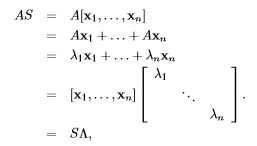 AS = A[x₁, . . . , xₙ]
= Ax₁ + . . . + Axₙ
= λ₁x₁ + . . . + λₙxₙ
= [x₁, . . . , xₙ] [ λ₁ ⋱ λₙ ] .
= SΛ,